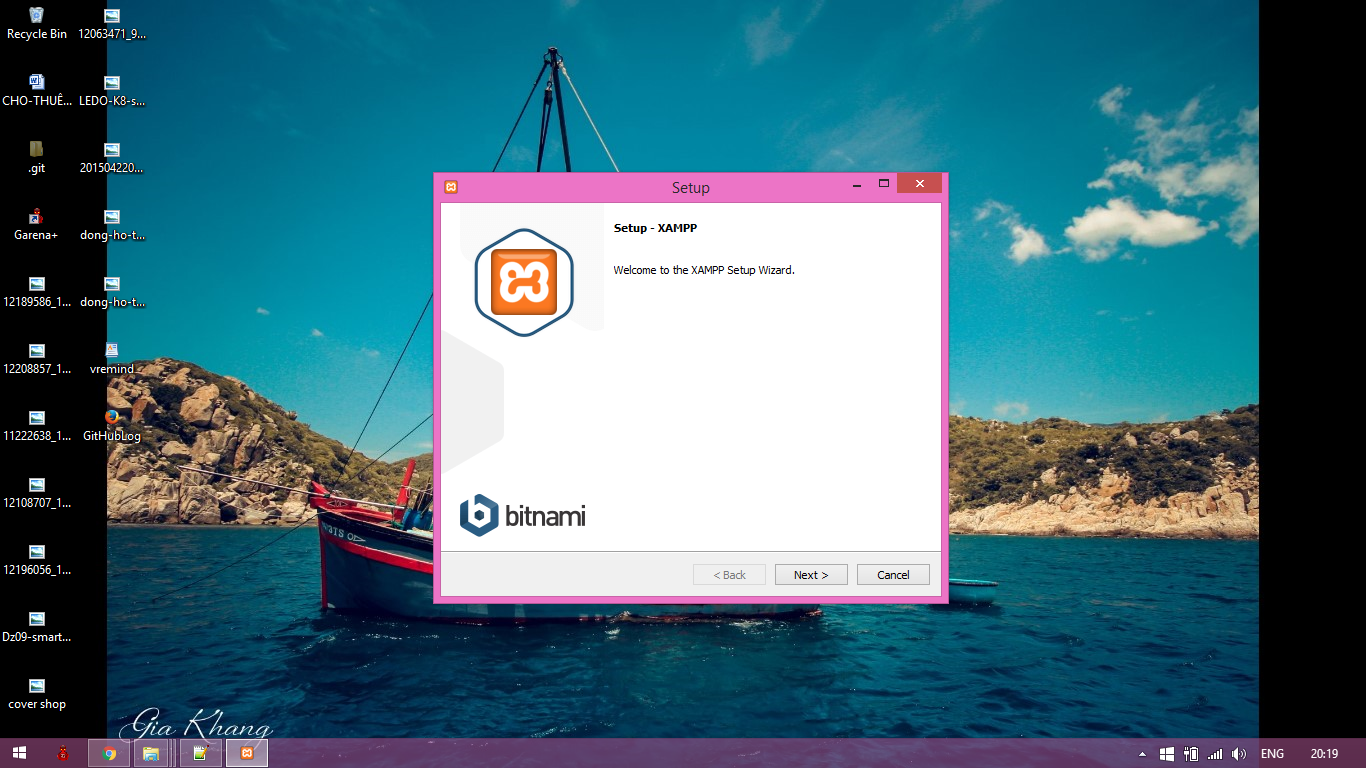 Recycle Bin
12063471_9...
CHO-THUÊ...
LEDO-K8-s...
.git
201504220...
Garena+
dong-ho-t...
12189586_1...
dong-ho-t...
12208857_1...
vremind
11222638_1...
GitHubLog
12108707_1...
12196056_1...
Dz09-smart...
cover shop
Setup
Setup - XAMPP
Welcome to the XAMPP Setup Wizard.
bitnami
< Back
Next >
Cancel
Gia Khang
ENG
20:19